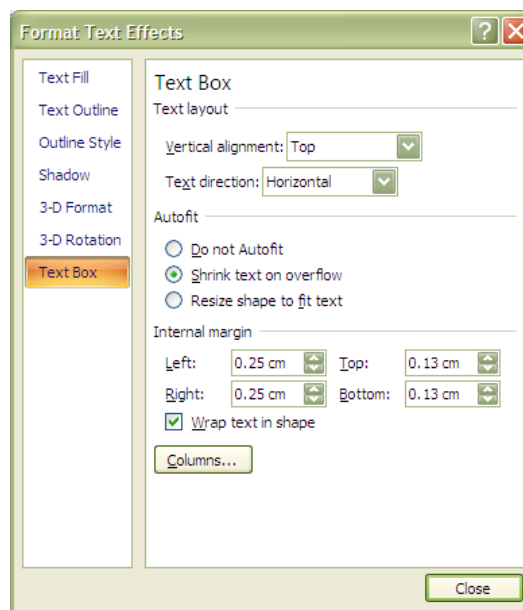 Format Text Effects
?
Text Fill
Text Outline
Outline Style
Shadow
3-D Format
3-D Rotation
Text Box
Text Box
Text layout
Vertical alignment: Top
Text direction: Horizontal
Autofit
Do not Autofit
Shrink text on overflow
Resize shape to fit text
Internal margin
Left: 0.25 cm Top: 0.13 cm
Right: 0.25 cm Bottom: 0.13 cm
Wrap text in shape
Columns...
Close